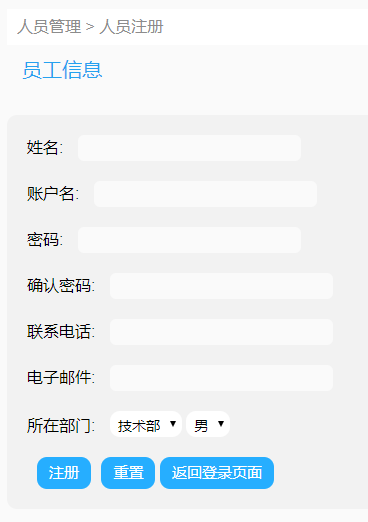 人员管理 > 人员注册
员工信息
姓名:
账户名:
密码:
确认密码:
联系电话:
电子邮件:
所在部门: 技术部 男
注册 重置 返回登录页面